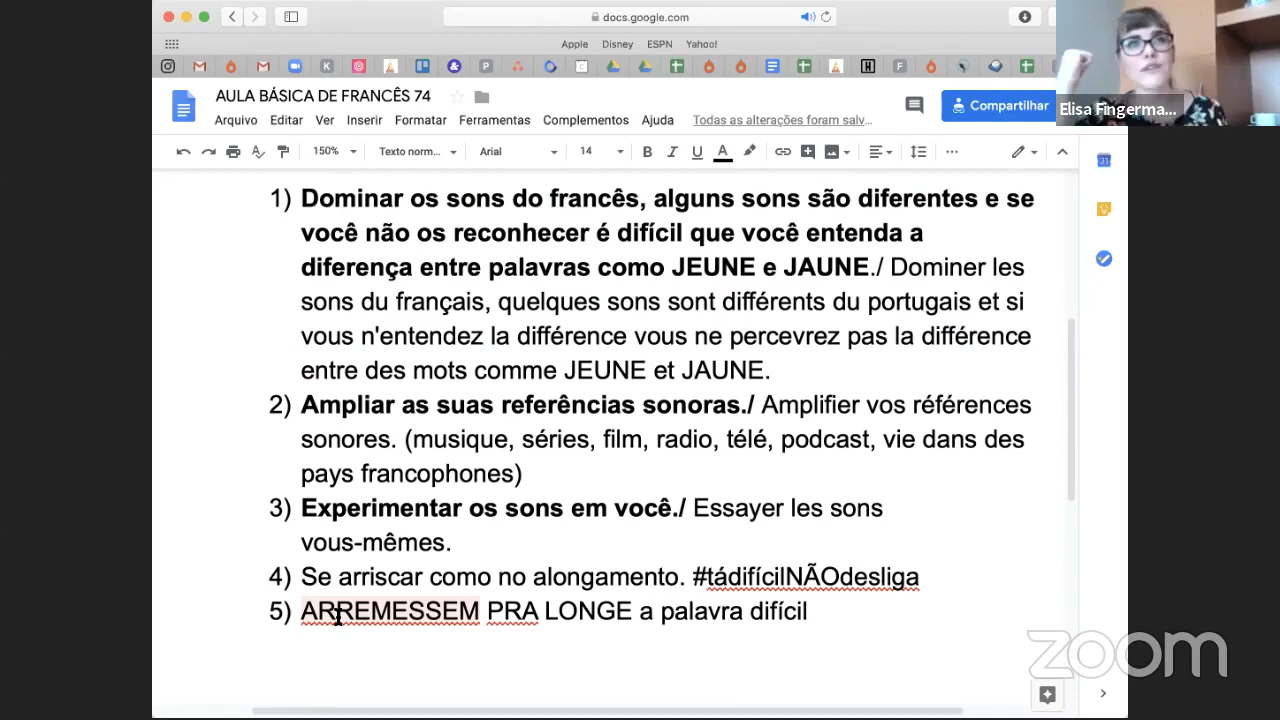 docs.google.com
Apple Disney ESPN Yahoo!
AULA BÁSICA DE FRANCÊS 74
Compartilhar
Elisa Fingerma...
Arquivo Editar Ver Inserir Formatar Ferramentas Complementos Ajuda Todas as alterações foram salv...
150% Texto norm... Arial 14 B I U A
1) Dominar os sons do francês, alguns sons são diferentes e se
você não os reconhecer é difícil que você entenda a
diferença entre palavras como JEUNE e JAUNE./ Dominer les
sons du français, quelques sons sont différents du portugais et si
vous n'entendez la différence vous ne percevrez pas la différence
entre des mots comme JEUNE et JAUNE.
2) Ampliar as suas referências sonoras./ Amplifier vos références
sonores. (musique, séries, film, radio, télé, podcast, vie dans des
pays francophones)
3) Experimentar os sons em você./ Essayer les sons
vous-mêmes.
4) Se arriscar como no alongamento. #tádifícilNÃOdesliga
5) ARREMESSEM PRA LONGE a palavra difícil
zoom